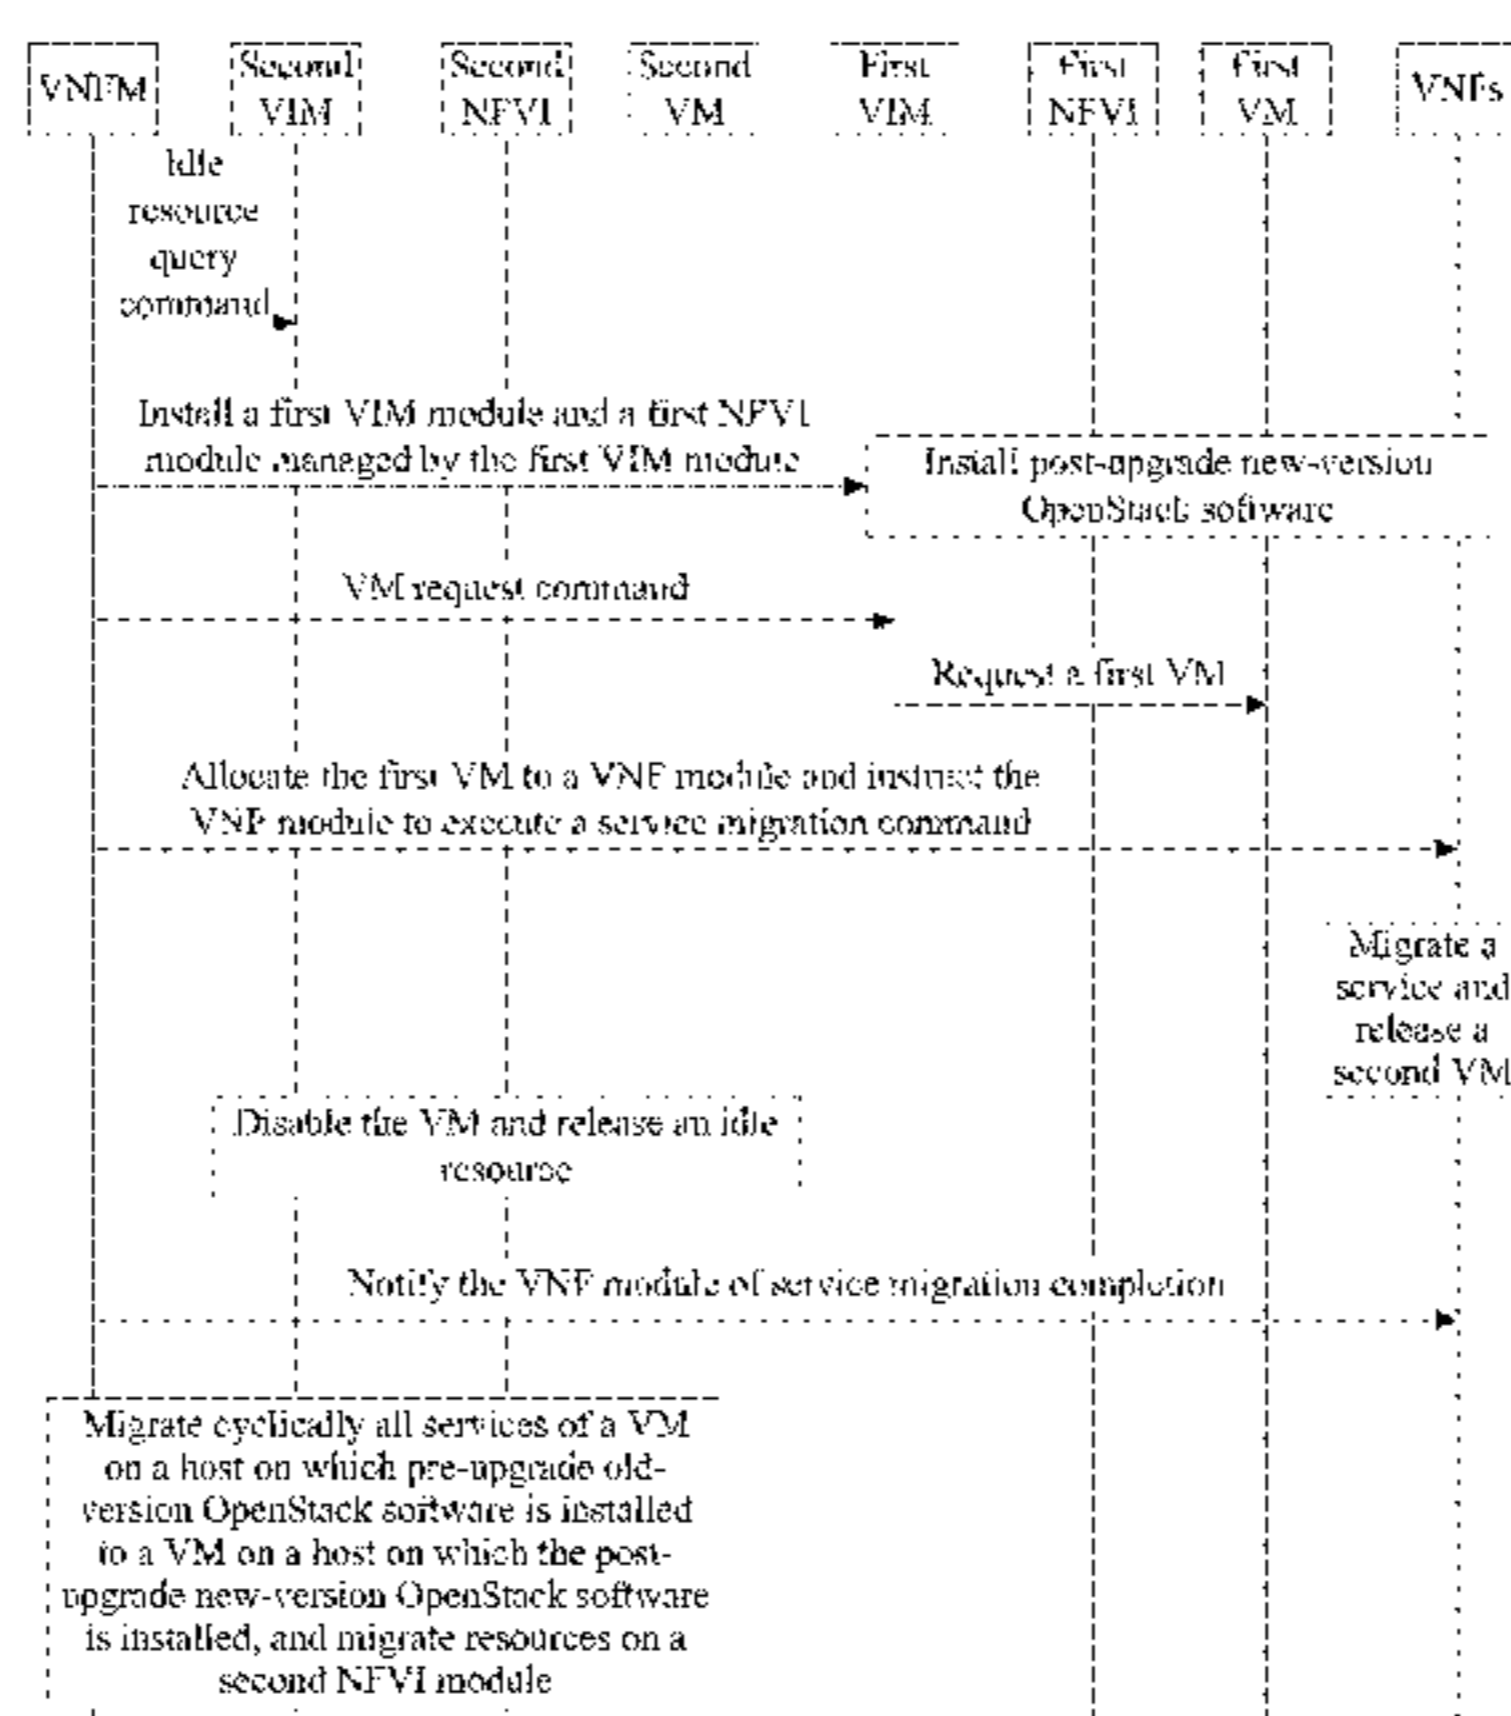 VNFM
Second
VIM
Second
NFVI
Second
VM
First
VIM
First
NFVI
First
VM
VNFs
Idle
resource
query
command
Install a first VIM module and a first NFVI
module managed by the first VIM module
Install post-upgrade new-version
OpenStack software
VM request command
Request a first VM
Allocate the first VM to a VNF module and instruct the
VNF module to execute a service migration command
Migrate a
service and
release a
second VM
Disable the VM and release an idle
resource
Notify the VNF module of service migration completion
Migrate cyclically all services of a VM
on a host on which pre-upgrade old-
version OpenStack software is installed
to a VM on a host on which the post-
upgrade new-version OpenStack software
is installed, and migrate resources on a
second NFVI module